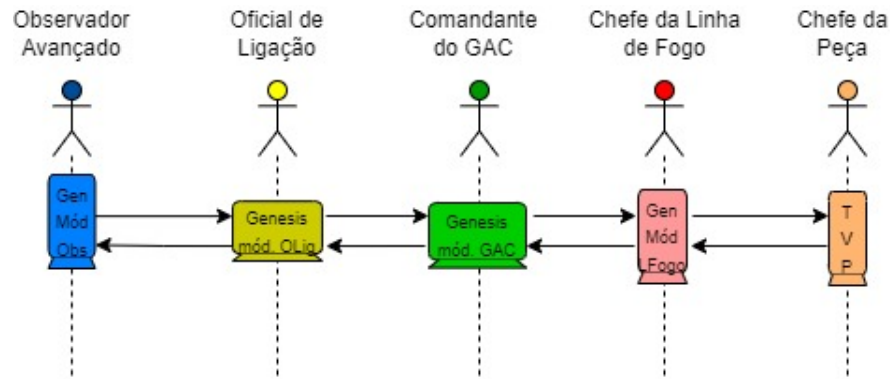 Observador
Avançado
Oficial de
Ligação
Comandante
do GAC
Chefe da Linha
de Fogo
Chefe da
Peça
Gen
Mód
Obs
Genesis
mód. OLig
Genesis
mód. GAC
Gen
Mód
LFogo
T
V
P